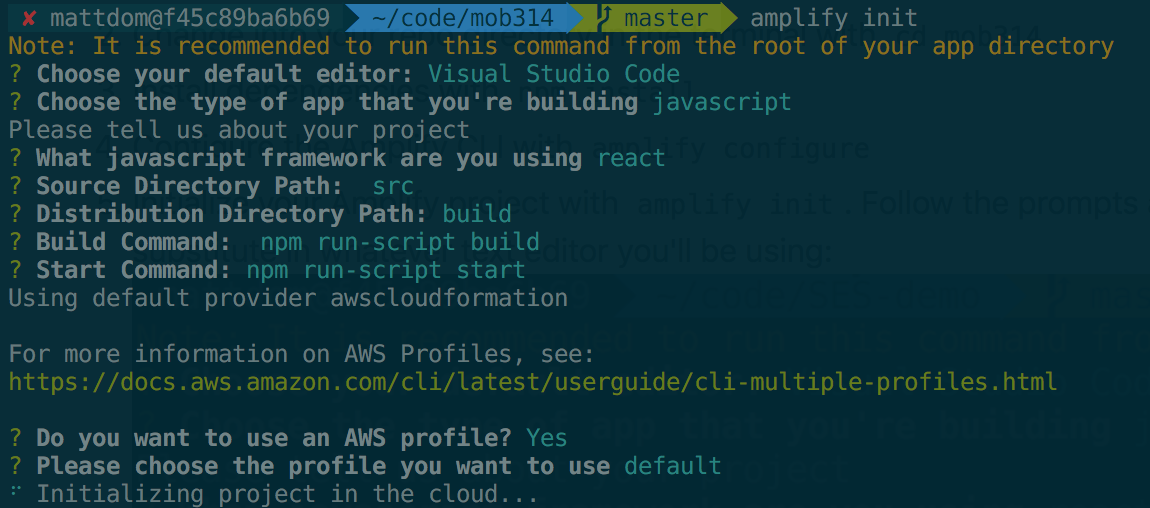 ✘ mattdom@f45c89ba6b69 ~/code/mob314 master amplify init
Note: It is recommended to run this command from the root of your app directory
? Choose your default editor: Visual Studio Code
? Choose the type of app that you're building javascript
Please tell us about your project
? What javascript framework are you using react
? Source Directory Path: src
? Distribution Directory Path: build
? Build Command: npm run-script build
? Start Command: npm run-script start
Using default provider awscloudformation
For more information on AWS Profiles, see:
https://docs.aws.amazon.com/cli/latest/userguide/cli-multiple-profiles.html
? Do you want to use an AWS profile? Yes
? Please choose the profile you want to use default
Initializing project in the cloud...